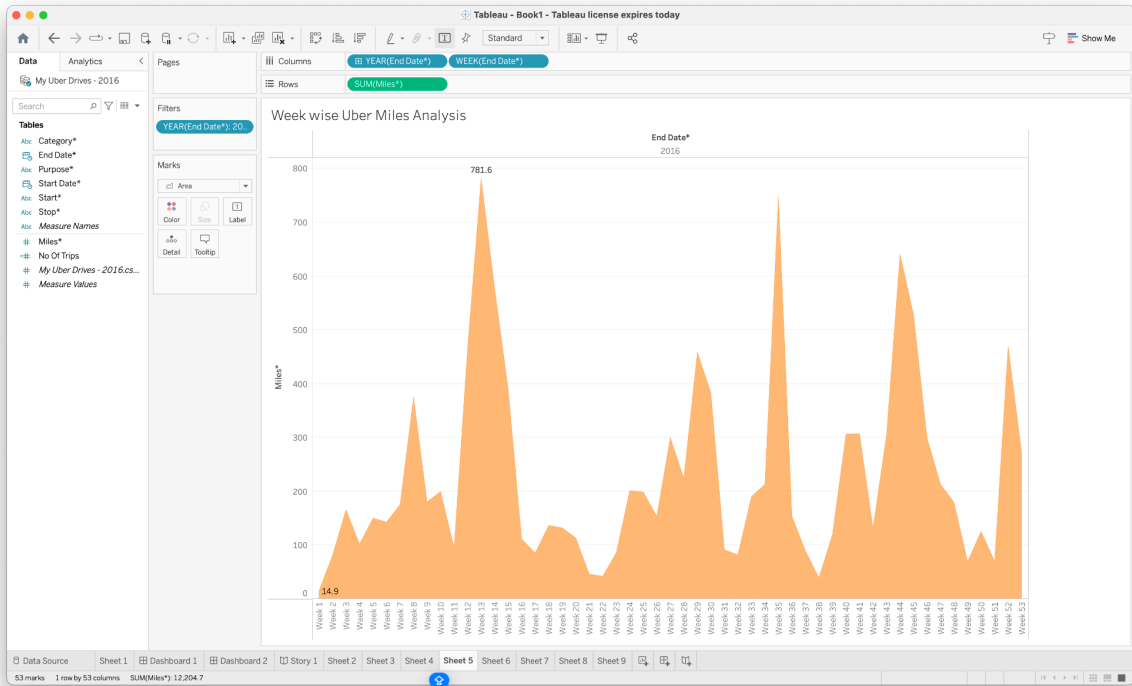 Tableau - Book1 - Tableau license expires today
Standard
Show Me
Data
Analytics
Pages
Columns
YEAR(End Date*)
WEEK(End Date*)
My Uber Drives - 2016
Rows
SUM(Miles*)
Search
Filters
YEAR(End Date*): 20...
Tables
Abc Category*
End Date*
Abc Purpose*
Start Date*
Abc Start*
Abc Stop*
Abc Measure Names
# Miles*
No Of Trips
# My Uber Drives - 2016.cs...
# Measure Values
Marks
Area
Color
Size
Label
Detail
Tooltip
Week wise Uber Miles Analysis
End Date*
2016
Miles*
800
700
600
500
400
300
200
100
0
781.6
14.9
Week 1
Week 2
Week 3
Week 4
Week 5
Week 6
Week 7
Week 8
Week 9
Week 10
Week 11
Week 12
Week 13
Week 14
Week 15
Week 16
Week 17
Week 18
Week 19
Week 20
Week 21
Week 22
Week 23
Week 24
Week 25
Week 26
Week 27
Week 28
Week 29
Week 30
Week 31
Week 32
Week 33
Week 34
Week 35
Week 36
Week 37
Week 38
Week 39
Week 40
Week 41
Week 42
Week 43
Week 44
Week 45
Week 46
Week 47
Week 48
Week 49
Week 50
Week 51
Week 52
Week 53
Data Source
Sheet 1
Dashboard 1
Dashboard 2
Story 1
Sheet 2
Sheet 3
Sheet 4
Sheet 5
Sheet 6
Sheet 7
Sheet 8
Sheet 9
53 marks
1 row by 53 columns
SUM(Miles*): 12,204.7